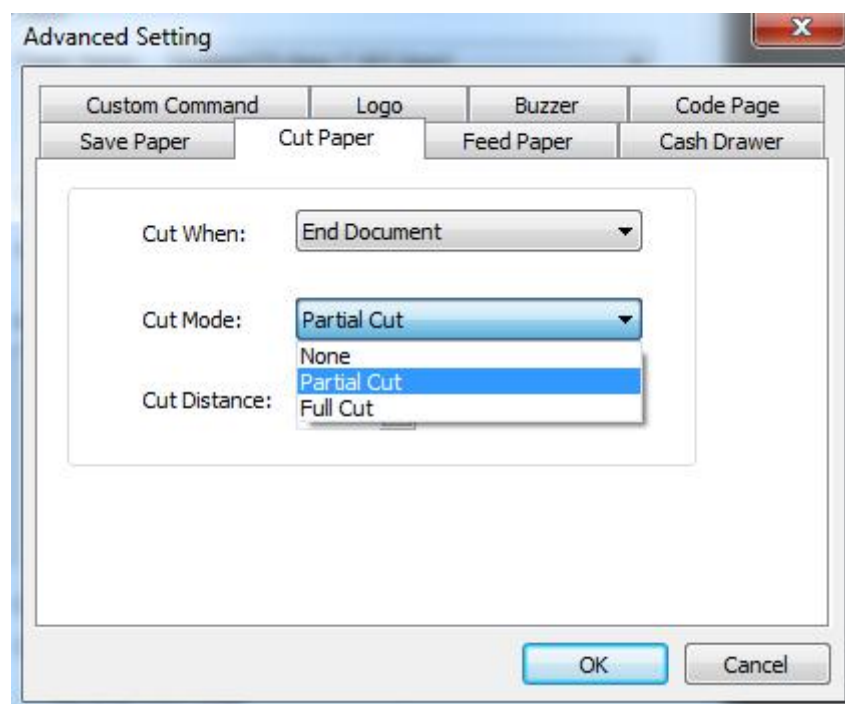 Advanced Setting
Custom Command Logo Buzzer Code Page
Save Paper Cut Paper Feed Paper Cash Drawer
Cut When: End Document
Cut Mode: Partial Cut
None
Partial Cut
Cut Distance: Full Cut
OK Cancel